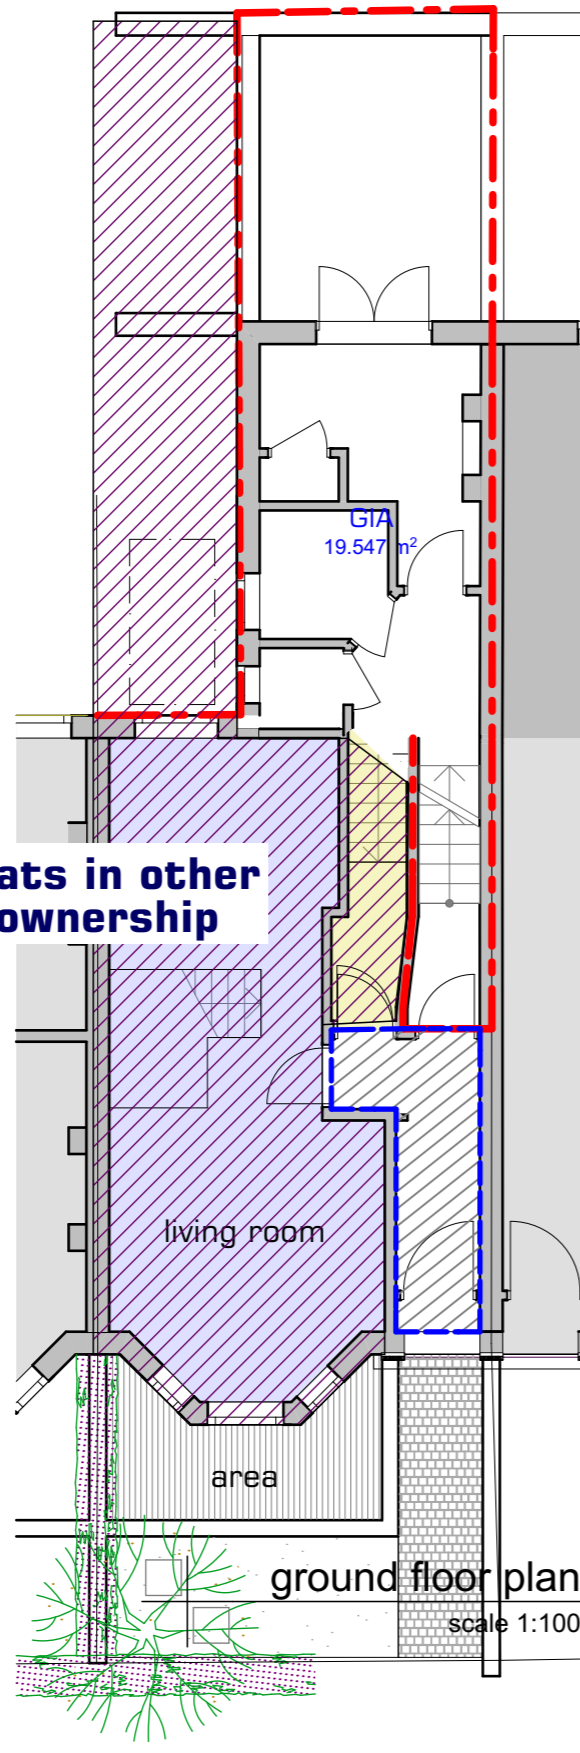 GIA
19.547 m²
ats in other
ownership
living room
area
ground floor plan
scale 1:100